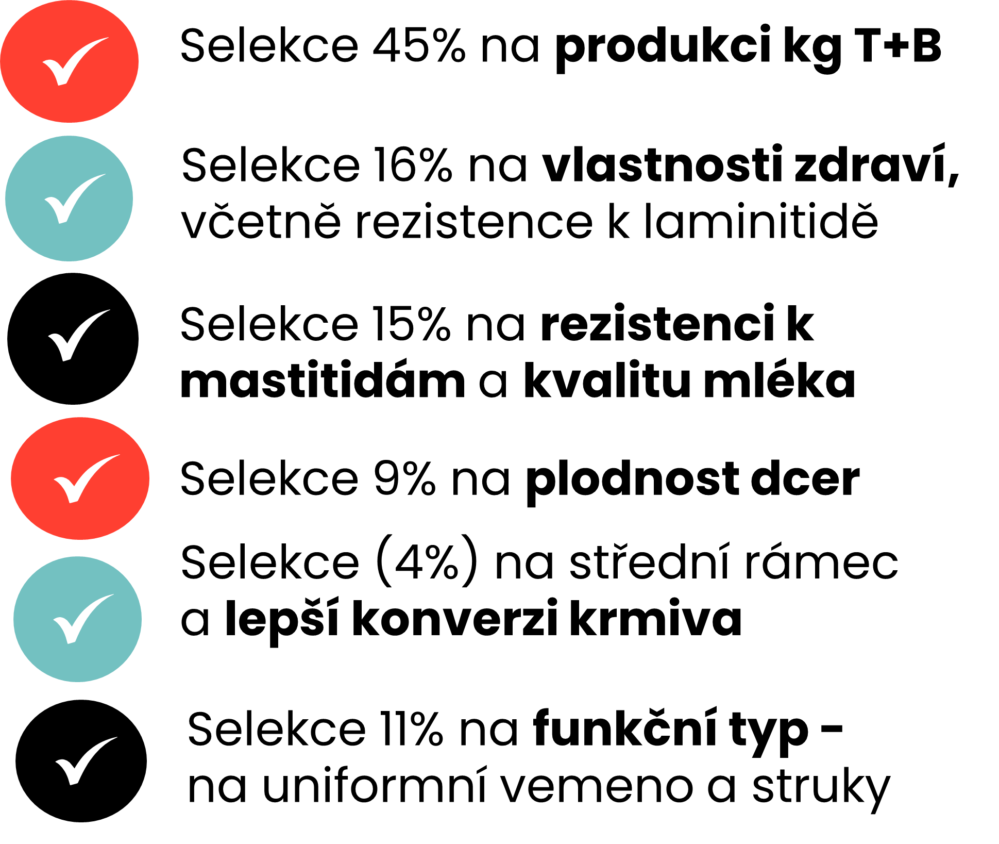 Selekce 45% na produkci kg T+B
Selekce 16% na vlastnosti zdraví,
včetně rezistence k laminitidě
Selekce 15% na rezistenci k
mastitidám a kvalitu mléka
Selekce 9% na plodnost dcer
Selekce (4%) na střední rámec
a lepší konverzi krmiva
Selekce 11% na funkční typ -
na uniformní vemeno a struky